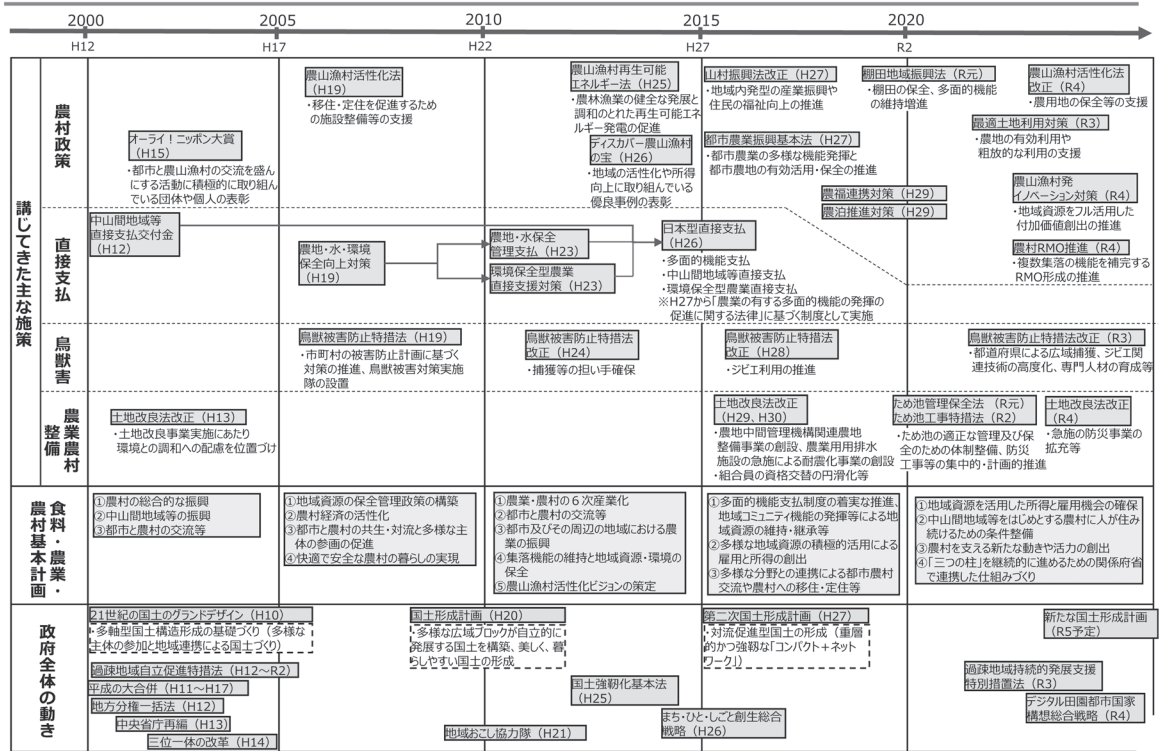 2000
2005
2010
2015
2020
H12
H17
H22
H27
R2
講じてきた主な施策
農村政策
オーライ！ニッポン大賞
（H15）
・都市と農山漁村の交流を盛ん
にする活動に積極的に取り組ん
でいる団体や個人の表彰
農山漁村活性化法
（H19）
・移住・定住を促進するため
の施設整備等の支援
農山漁村再生可能
エネルギー法（H25）
・農林漁業の健全な発展と
調和のとれた再生可能エネ
ルギー発電の促進
ディスカバー農山漁村
の宝（H26）
・地域の活性化や所得
向上に取り組んでいる
優良事例の表彰
山村振興法改正（H27）
・地域内発型の産業振興や
住民の福祉向上の推進
都市農業振興基本法（H27）
・都市農業の多様な機能発揮と
都市農地の有効活用・保全の推進
農福連携対策（H29）
農泊推進対策（H29）
棚田地域振興法（R元）
・棚田の保全、多面的機能
の維持増進
農山漁村活性化法
改正（R4）
・農用地の保全等の支援
最適土地利用対策（R3）
・農地の有効利用や
粗放的な利用の支援
農山漁村発
イノベーション対策（R4）
・地域資源をフル活用した
付加価値創出の推進
農村RMO推進（R4）
・複数集落の機能を補完する
RMO形成の推進
直接支払
中山間地域等
直接支払交付金
（H12）
農地・水・環境
保全向上対策
（H19）
農地・水保全
管理支払（H23）
環境保全型農業
直接支援対策（H23）
日本型直接支払
（H26）
・多面的機能支払
・中山間地域等直接支払
・環境保全型農業直接支払
※H27から「農業の有する多面的機能の発揮の
促進に関する法律」に基づく制度として実施
鳥獣害
鳥獣被害防止特措法（H19）
・市町村の被害防止計画に基づく
対策の推進、鳥獣被害対策実施
隊の設置
鳥獣被害防止特措法
改正（H24）
・捕獲等の担い手確保
鳥獣被害防止特措法
改正（H28）
・ジビエ利用の推進
鳥獣被害防止特措法改正（R3）
・都道府県による広域捕獲、ジビエ関
連技術の高度化、専門人材の育成等
農業農村
整備
土地改良法改正（H13）
・土地改良事業実施にあたり
環境との調和への配慮を位置づけ
土地改良法改正
（H29、H30）
・農地中間管理機構関連農地
整備事業の創設、農業用用排水
施設の急施による耐震化事業の創設
・組合員の資格交替の円滑化等
ため池管理保全法（R元）
ため池工事特措法（R2）
・ため池の適正な管理及び保
全のための体制整備、防災
工事等の集中的・計画的推進
土地改良法改正
（R4）
・急施の防災事業の
拡充等
食料・農業・
農村基本計画
①農村の総合的な振興
②中山間地域等の振興
③都市と農村の交流等
①地域資源の保全管理政策の構築
②農村経済の活性化
③都市と農村の共生・対流と多様な主
体の参画の促進
④快適で安全な農村の暮らしの実現
①農業・農村の６次産業化
②都市と農村の交流等
③都市及びその周辺の地域における農
業の振興
④集落機能の維持と地域資源・環境の
保全
⑤農山漁村活性化ビジョンの策定
①多面的機能支払制度の着実な推進、
地域コミュニティ機能の発揮等による地
域資源の維持・継承等
②多様な地域資源の積極的活用による
雇用と所得の創出
③多様な分野との連携による都市農村
交流や農村への移住・定住等
①地域資源を活用した所得と雇用機会の確保
②中山間地域等をはじめとする農村に人が住み
続けるための条件整備
③農村を支える新たな動きや活力の創出
④「三つの柱」を継続的に進めるための関係府省
で連携した仕組みづくり
政府全体の動き
21世紀の国土のグランドデザイン（H10）
・多軸型国土構造形成の基礎づくり（多様な
主体の参加と地域連携による国土づくり）
過疎地域自立促進特措法（H12～R2）
平成の大合併（H11～H17）
地方分権一括法（H12）
中央省庁再編（H13）
三位一体の改革（H14）
国土形成計画（H20）
・多様な広域ブロックが自立的に
発展する国土を構築、美しく、暮
らしやすい国土の形成
国土強靱化基本法
（H25）
地域おこし協力隊（H21）
まち・ひと・しごと創生総合
戦略（H26）
第二次国土形成計画（H27）
・対流促進型国土の形成（重層
的かつ強靱な「コンパクト＋ネット
ワーク」）
新たな国土形成計画
（R5予定）
過疎地域持続的発展支援
特別措置法（R3）
デジタル田園都市国家
構想総合戦略（R4）